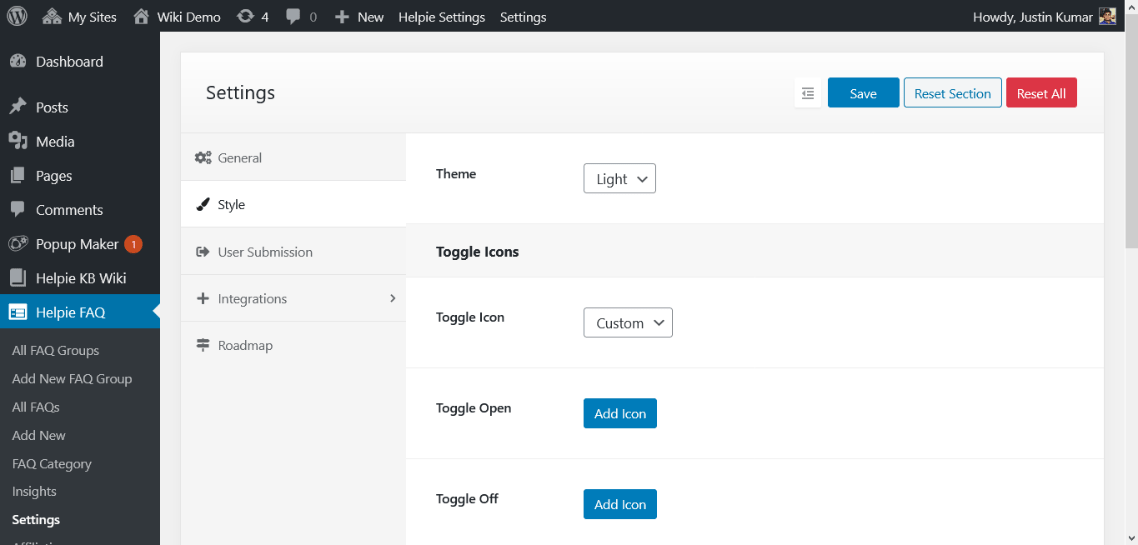 My Sites Wiki Demo 4 0 New Helpie Settings Settings Howdy, Justin Kumar
Dashboard
Posts
Media
Pages
Comments
Popup Maker 1
Helpie KB Wiki
Helpie FAQ
All FAQ Groups
Add New FAQ Group
All FAQs
Add New
FAQ Category
Insights
Settings
Settings
Save Reset Section Reset All
General
Style
User Submission
Integrations
Roadmap
Theme Light
Toggle Icons
Toggle Icon Custom
Toggle Open Add Icon
Toggle Off Add Icon